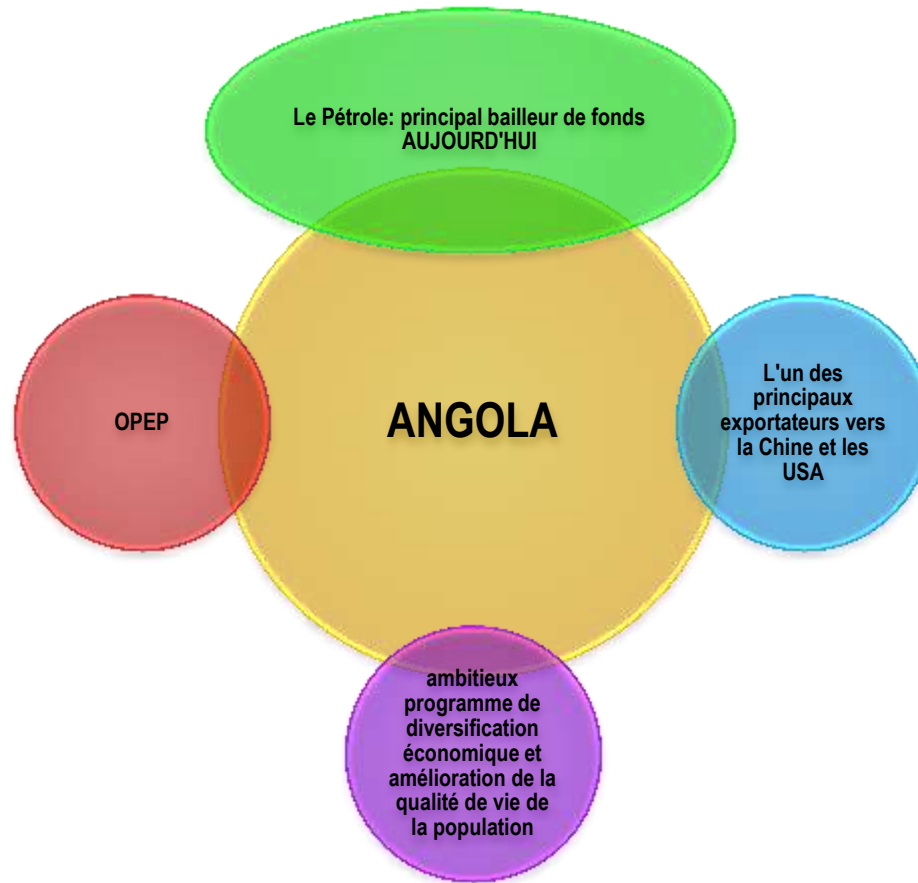 Le Pétrole: principal bailleur de fonds
AUJOURD'HUI
OPEP
ANGOLA
L'un des
principaux
exportateurs vers
la Chine et les
USA
ambitieux
programme de
diversification
économique et
amélioration de la
qualité de vie de
la population